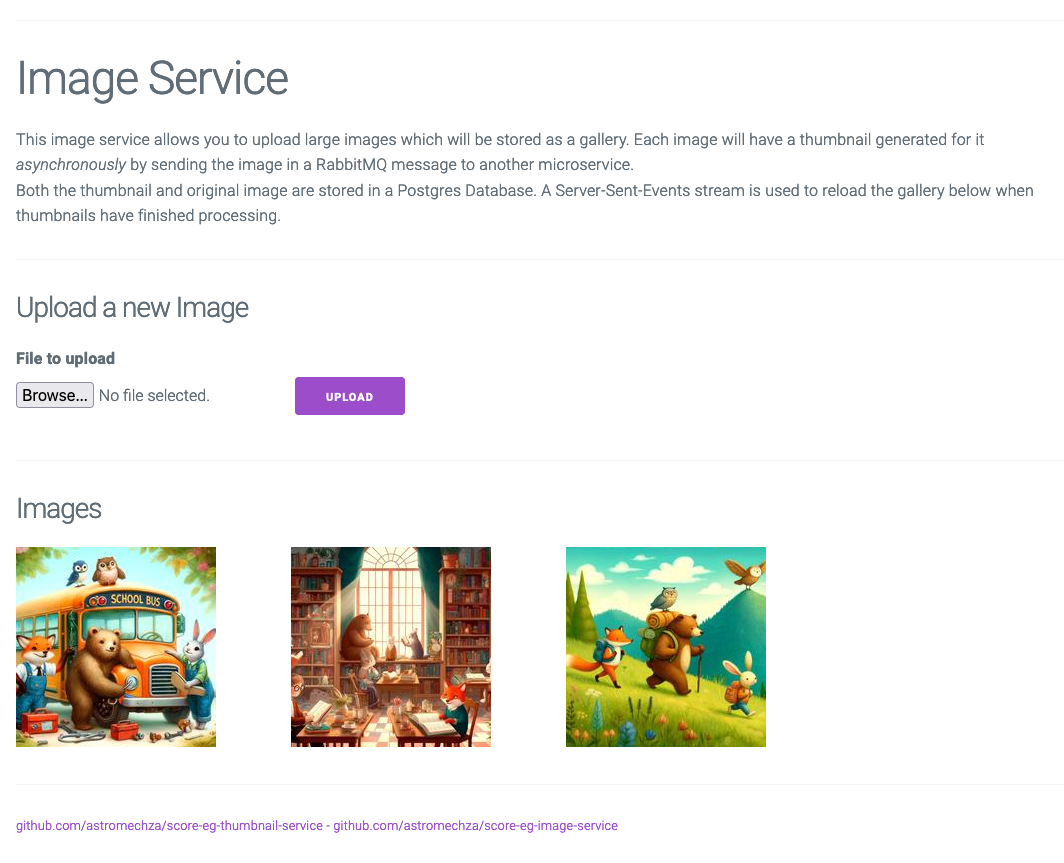 Image Service
This image service allows you to upload large images which will be stored as a gallery. Each image will have a thumbnail generated for it
asynchronously by sending the image in a RabbitMQ message to another microservice.
Both the thumbnail and original image are stored in a Postgres Database. A Server-Sent-Events stream is used to reload the gallery below when
thumbnails have finished processing.
Upload a new Image
File to upload
Browse... No file selected. UPLOAD
Images
SCHOOL BUS
github.com/astromechza/score-eg-thumbnail-service - github.com/astromechza/score-eg-image-service